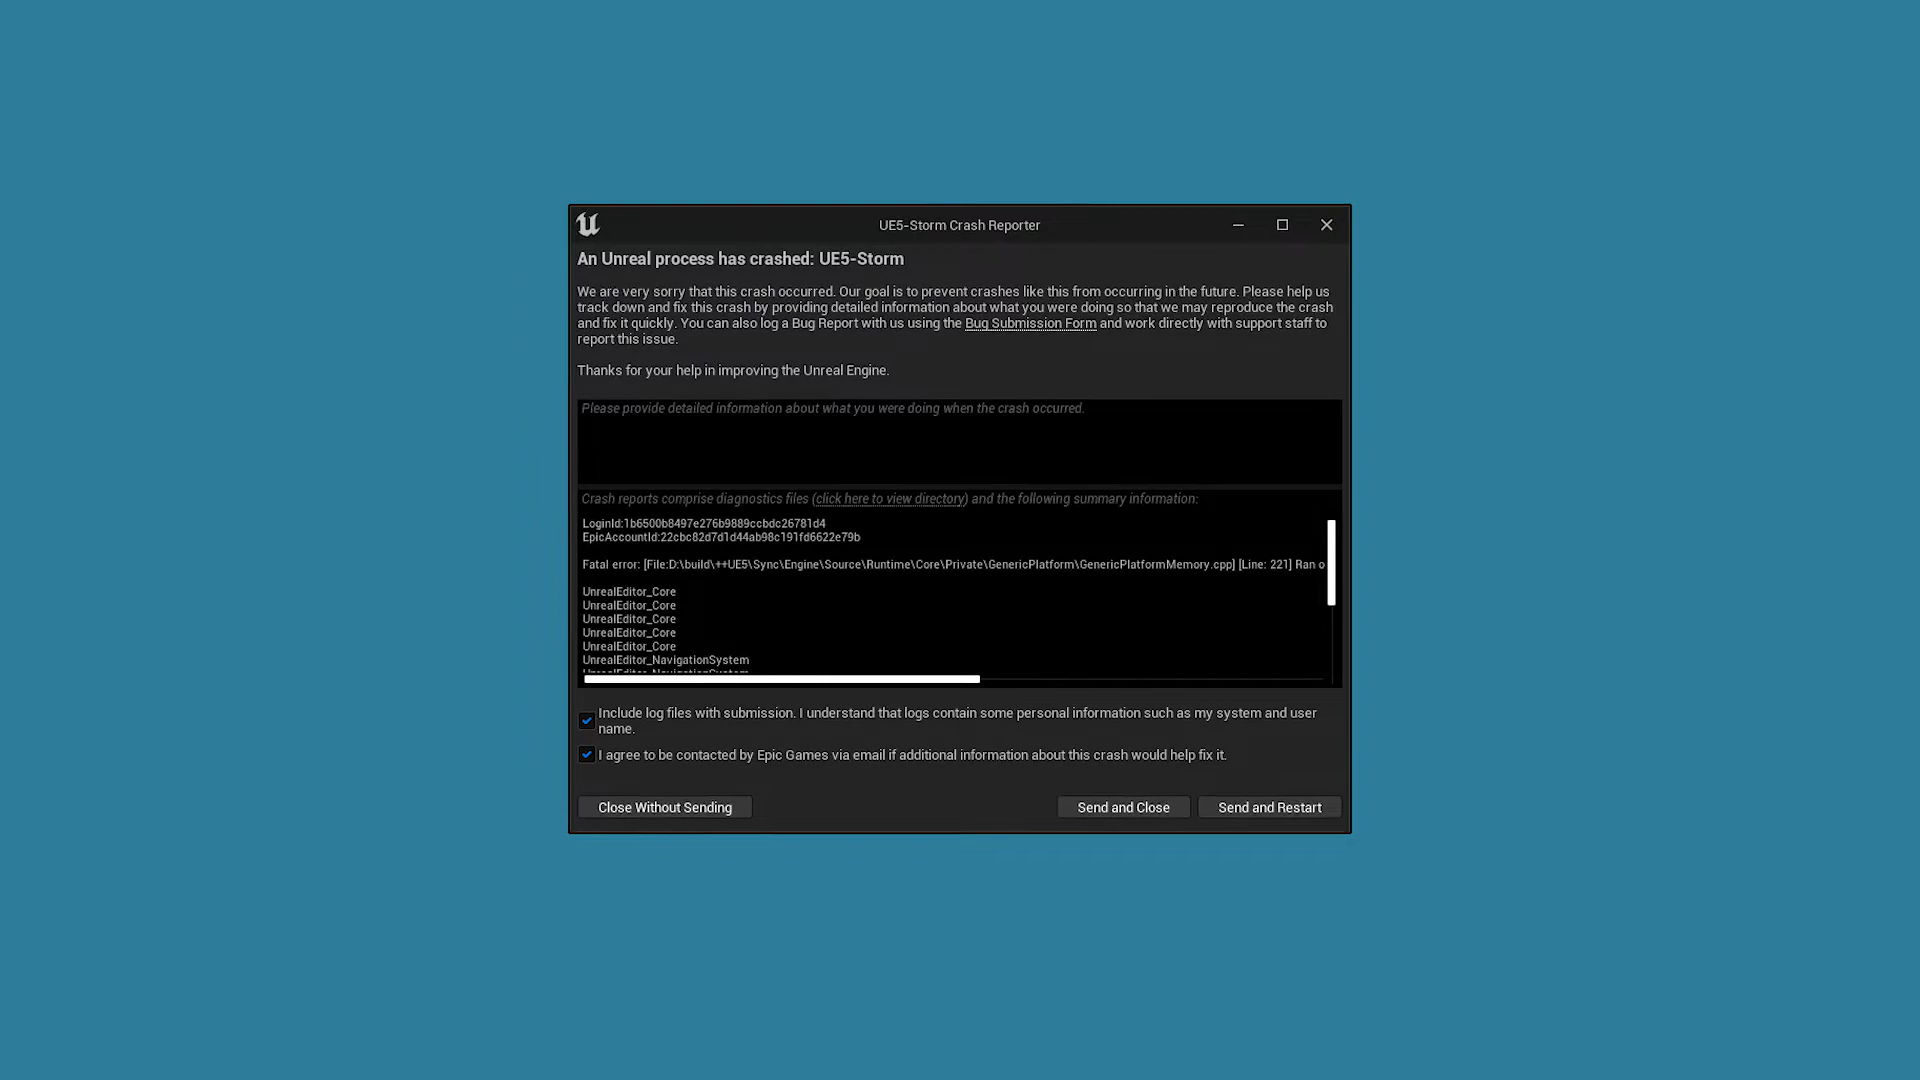 UE5-Storm Crash Reporter
An Unreal process has crashed: UE5-Storm
We are very sorry that this crash occurred. Our goal is to prevent crashes like this from occurring in the future. Please help us
track down and fix this crash by providing detailed information about what you were doing so that we may reproduce the crash
and fix it quickly. You can also log a Bug Report with us using the Bug Submission Form and work directly with support staff to
report this issue.
Thanks for your help in improving the Unreal Engine.
Please provide detailed information about what you were doing when the crash occurred.
Crash reports comprise diagnostics files (click here to view directory) and the following summary information:
LoginId:1b6500b8497e276b9889ccbdc26781d4
EpicAccountId:22cbc82d7d1d44ab98c191fd6622e79b
Fatal error: [File:D:\build\++UE5\Sync\Engine\Source\Runtime\Core\Private\GenericPlatform\GenericPlatformMemory.cpp] [Line: 221] Ran o
UnrealEditor_Core
UnrealEditor_Core
UnrealEditor_Core
UnrealEditor_Core
UnrealEditor_Core
UnrealEditor_NavigationSystem
Include log files with submission. I understand that logs contain some personal information such as my system and user
name.
I agree to be contacted by Epic Games via email if additional information about this crash would help fix it.
Close Without Sending
Send and Close
Send and Restart